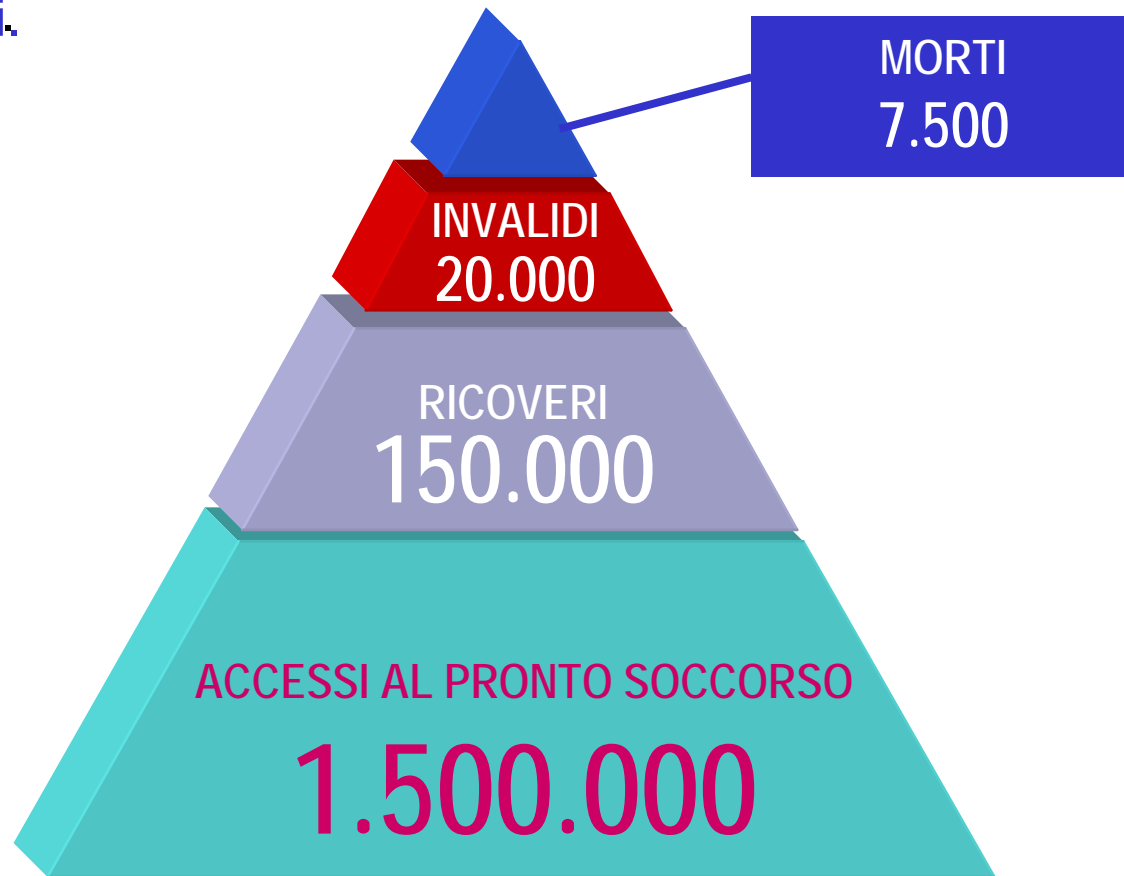 i.
MORTI
7.500
INVALIDI
20.000
RICOVERI
150.000
ACCESSI AL PRONTO SOCCORSO
1.500.000